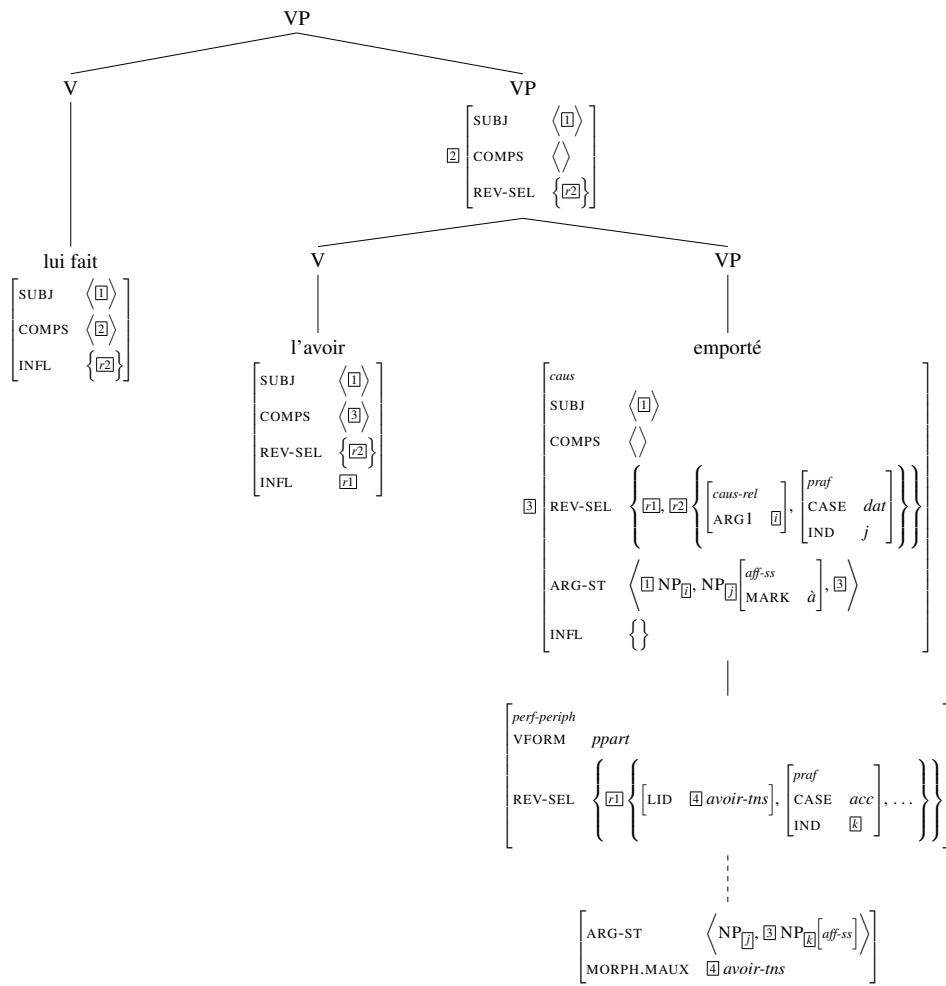 VP
V VP
2 SUBJ ⟨1⟩
COMPS ⟨⟩
REV-SEL {r2}
lui fait
SUBJ ⟨1⟩
COMPS ⟨2⟩
INFL {r2}
V VP
l'avoir
SUBJ ⟨1⟩
COMPS ⟨3⟩
REV-SEL {r2}
INFL r1
emporté
caus
SUBJ ⟨1⟩
COMPS ⟨⟩
3 REV-SEL {r1, r2 {[caus-rel ARG1 i], [praf CASE dat IND j]}}
ARG-ST ⟨1 NP i, NP j [aff-ss MARK à], 3⟩
INFL {}
perf-periph
VFORM ppart
REV-SEL {r1 {[LID 4 avoir-tns], [praf CASE acc IND k], ...}}
ARG-ST ⟨NP j, 3 NP k [aff-ss]⟩
MORPH.MAUX 4 avoir-tns